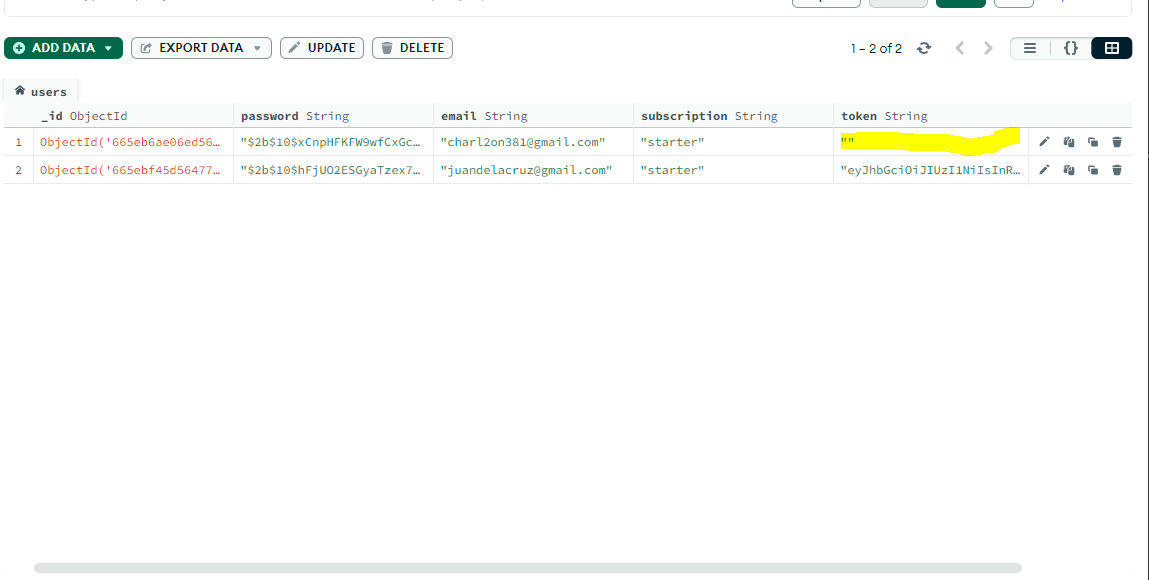 ADD DATA EXPORT DATA UPDATE DELETE 1 – 2 of 2 {}
users
_id ObjectId password String email String subscription String token String
1 ObjectId('665eb6ae06ed56… "$2b$10$xCnpHFKFW9wfCxGc… "charl2on381@gmail.com" "starter" ""
2 ObjectId('665ebf45d56477… "$2b$10$hFjUO2ESGyaTzex7… "juandelacruz@gmail.com" "starter" "eyJhbGciOiJIUzI1NiIsInR…